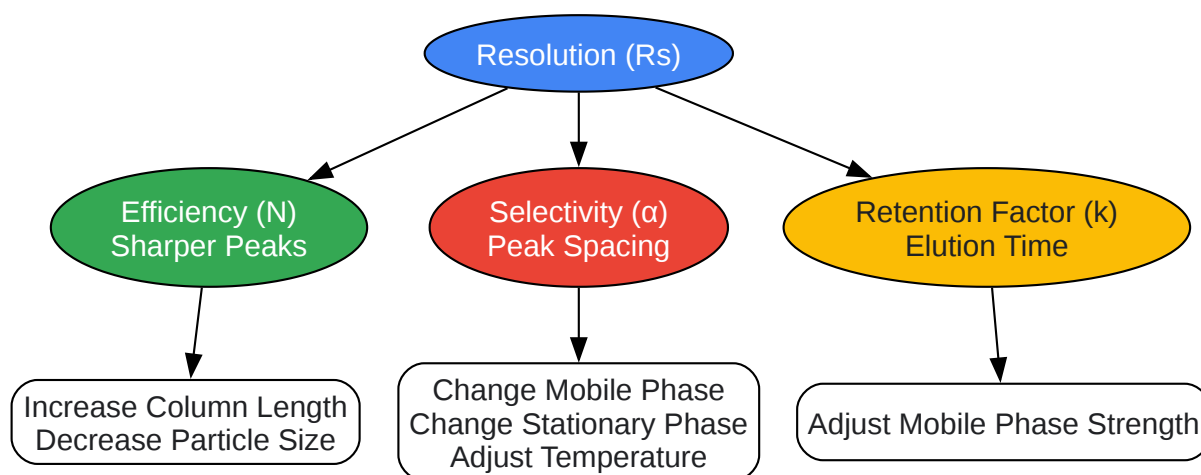 Resolution (Rs)
Efficiency (N)
Sharper Peaks
Selectivity (α)
Peak Spacing
Retention Factor (k)
Elution Time
Increase Column Length
Decrease Particle Size
Change Mobile Phase
Change Stationary Phase
Adjust Temperature
Adjust Mobile Phase Strength